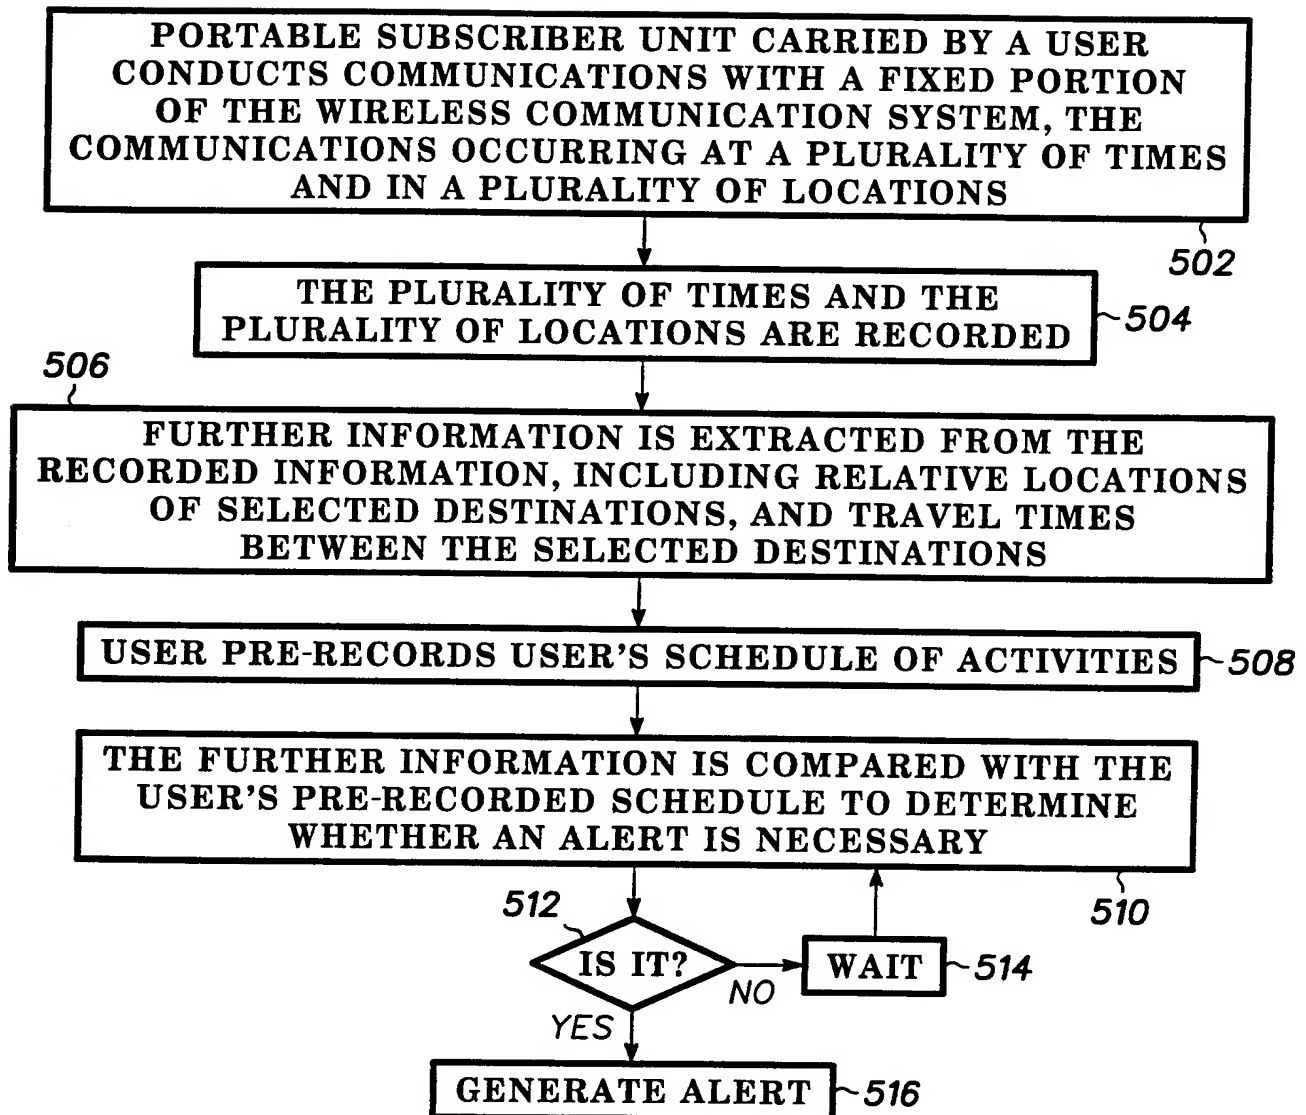 PORTABLE SUBSCRIBER UNIT CARRIED BY A USER
CONDUCTS COMMUNICATIONS WITH A FIXED PORTION
OF THE WIRELESS COMMUNICATION SYSTEM, THE
COMMUNICATIONS OCCURRING AT A PLURALITY OF TIMES
AND IN A PLURALITY OF LOCATIONS
502
THE PLURALITY OF TIMES AND THE
PLURALITY OF LOCATIONS ARE RECORDED
504
506
FURTHER INFORMATION IS EXTRACTED FROM THE
RECORDED INFORMATION, INCLUDING RELATIVE LOCATIONS
OF SELECTED DESTINATIONS, AND TRAVEL TIMES
BETWEEN THE SELECTED DESTINATIONS
USER PRE-RECORDS USER'S SCHEDULE OF ACTIVITIES
508
THE FURTHER INFORMATION IS COMPARED WITH THE
USER'S PRE-RECORDED SCHEDULE TO DETERMINE
WHETHER AN ALERT IS NECESSARY
510
512
IS IT?
NO
WAIT
514
YES
GENERATE ALERT
516